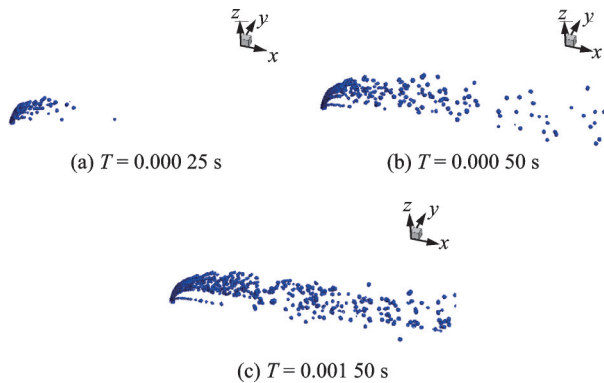 z
y
x
z
y
x
(a) T = 0.000 25 s
(b) T = 0.000 50 s
z
y
x
(c) T = 0.001 50 s